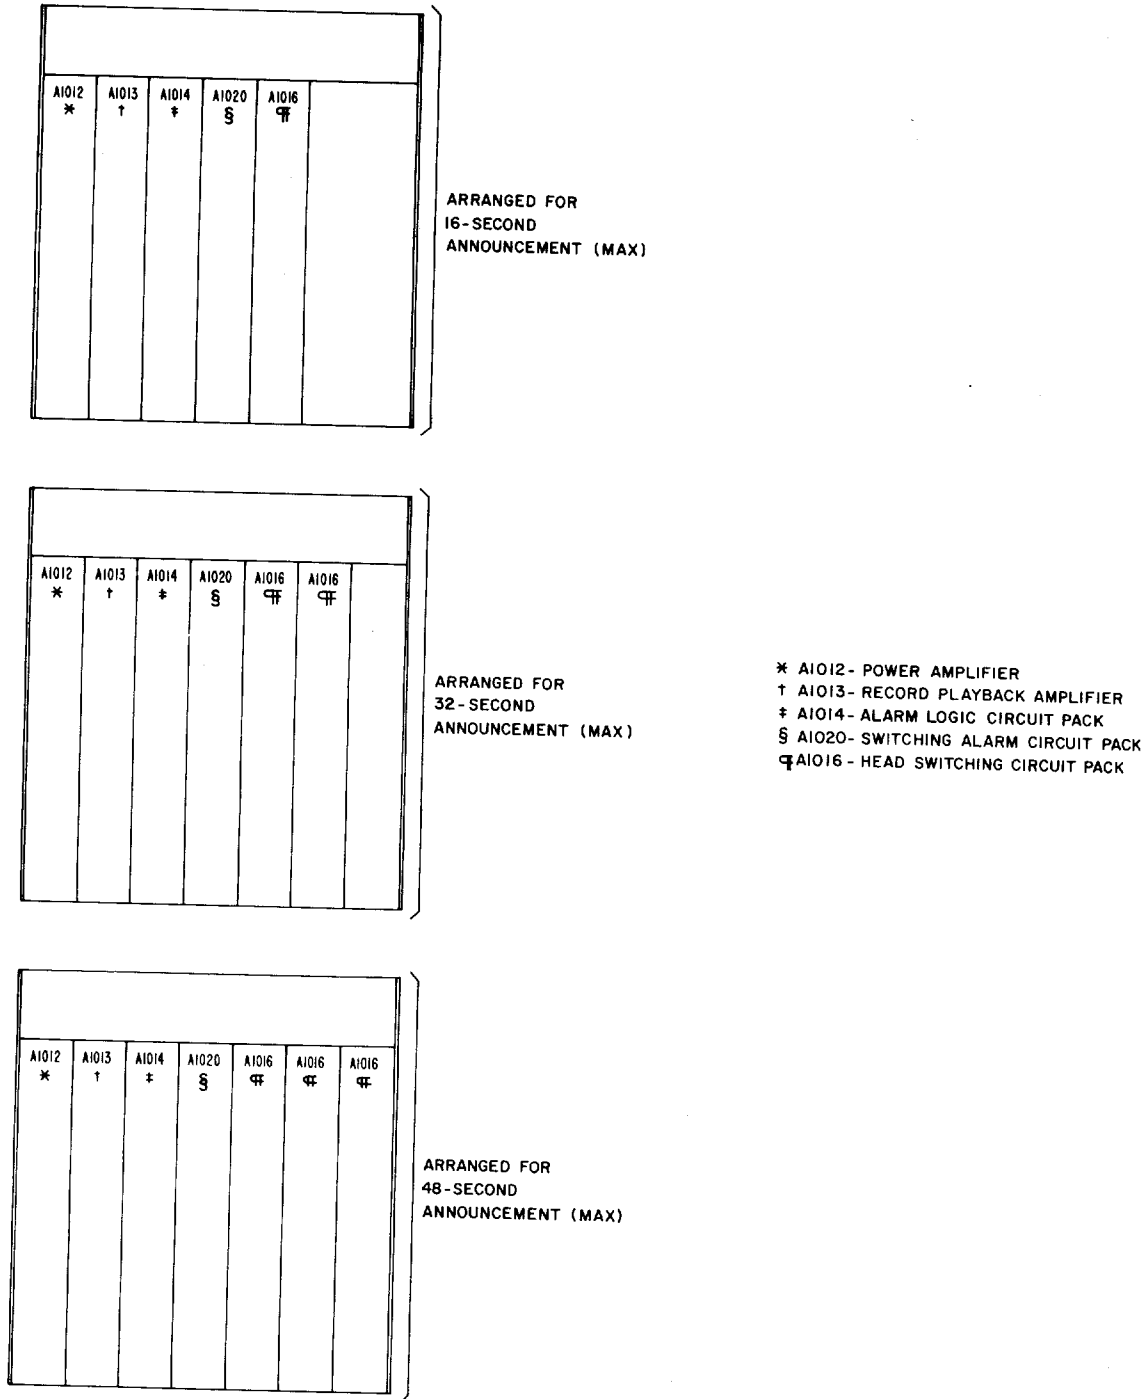 A1012 A1013 A1014 A1020 A1016
* † ‡ § ¶
ARRANGED FOR
16-SECOND
ANNOUNCEMENT (MAX)
A1012 A1013 A1014 A1020 A1016 A1016
* † ‡ § ¶ ¶
ARRANGED FOR
32-SECOND
ANNOUNCEMENT (MAX)
* A1012- POWER AMPLIFIER
† A1013- RECORD PLAYBACK AMPLIFIER
‡ A1014- ALARM LOGIC CIRCUIT PACK
§ A1020- SWITCHING ALARM CIRCUIT PACK
¶ A1016- HEAD SWITCHING CIRCUIT PACK
A1012 A1013 A1014 A1020 A1016 A1016 A1016
* † ‡ § ¶ ¶ ¶
ARRANGED FOR
48-SECOND
ANNOUNCEMENT (MAX)